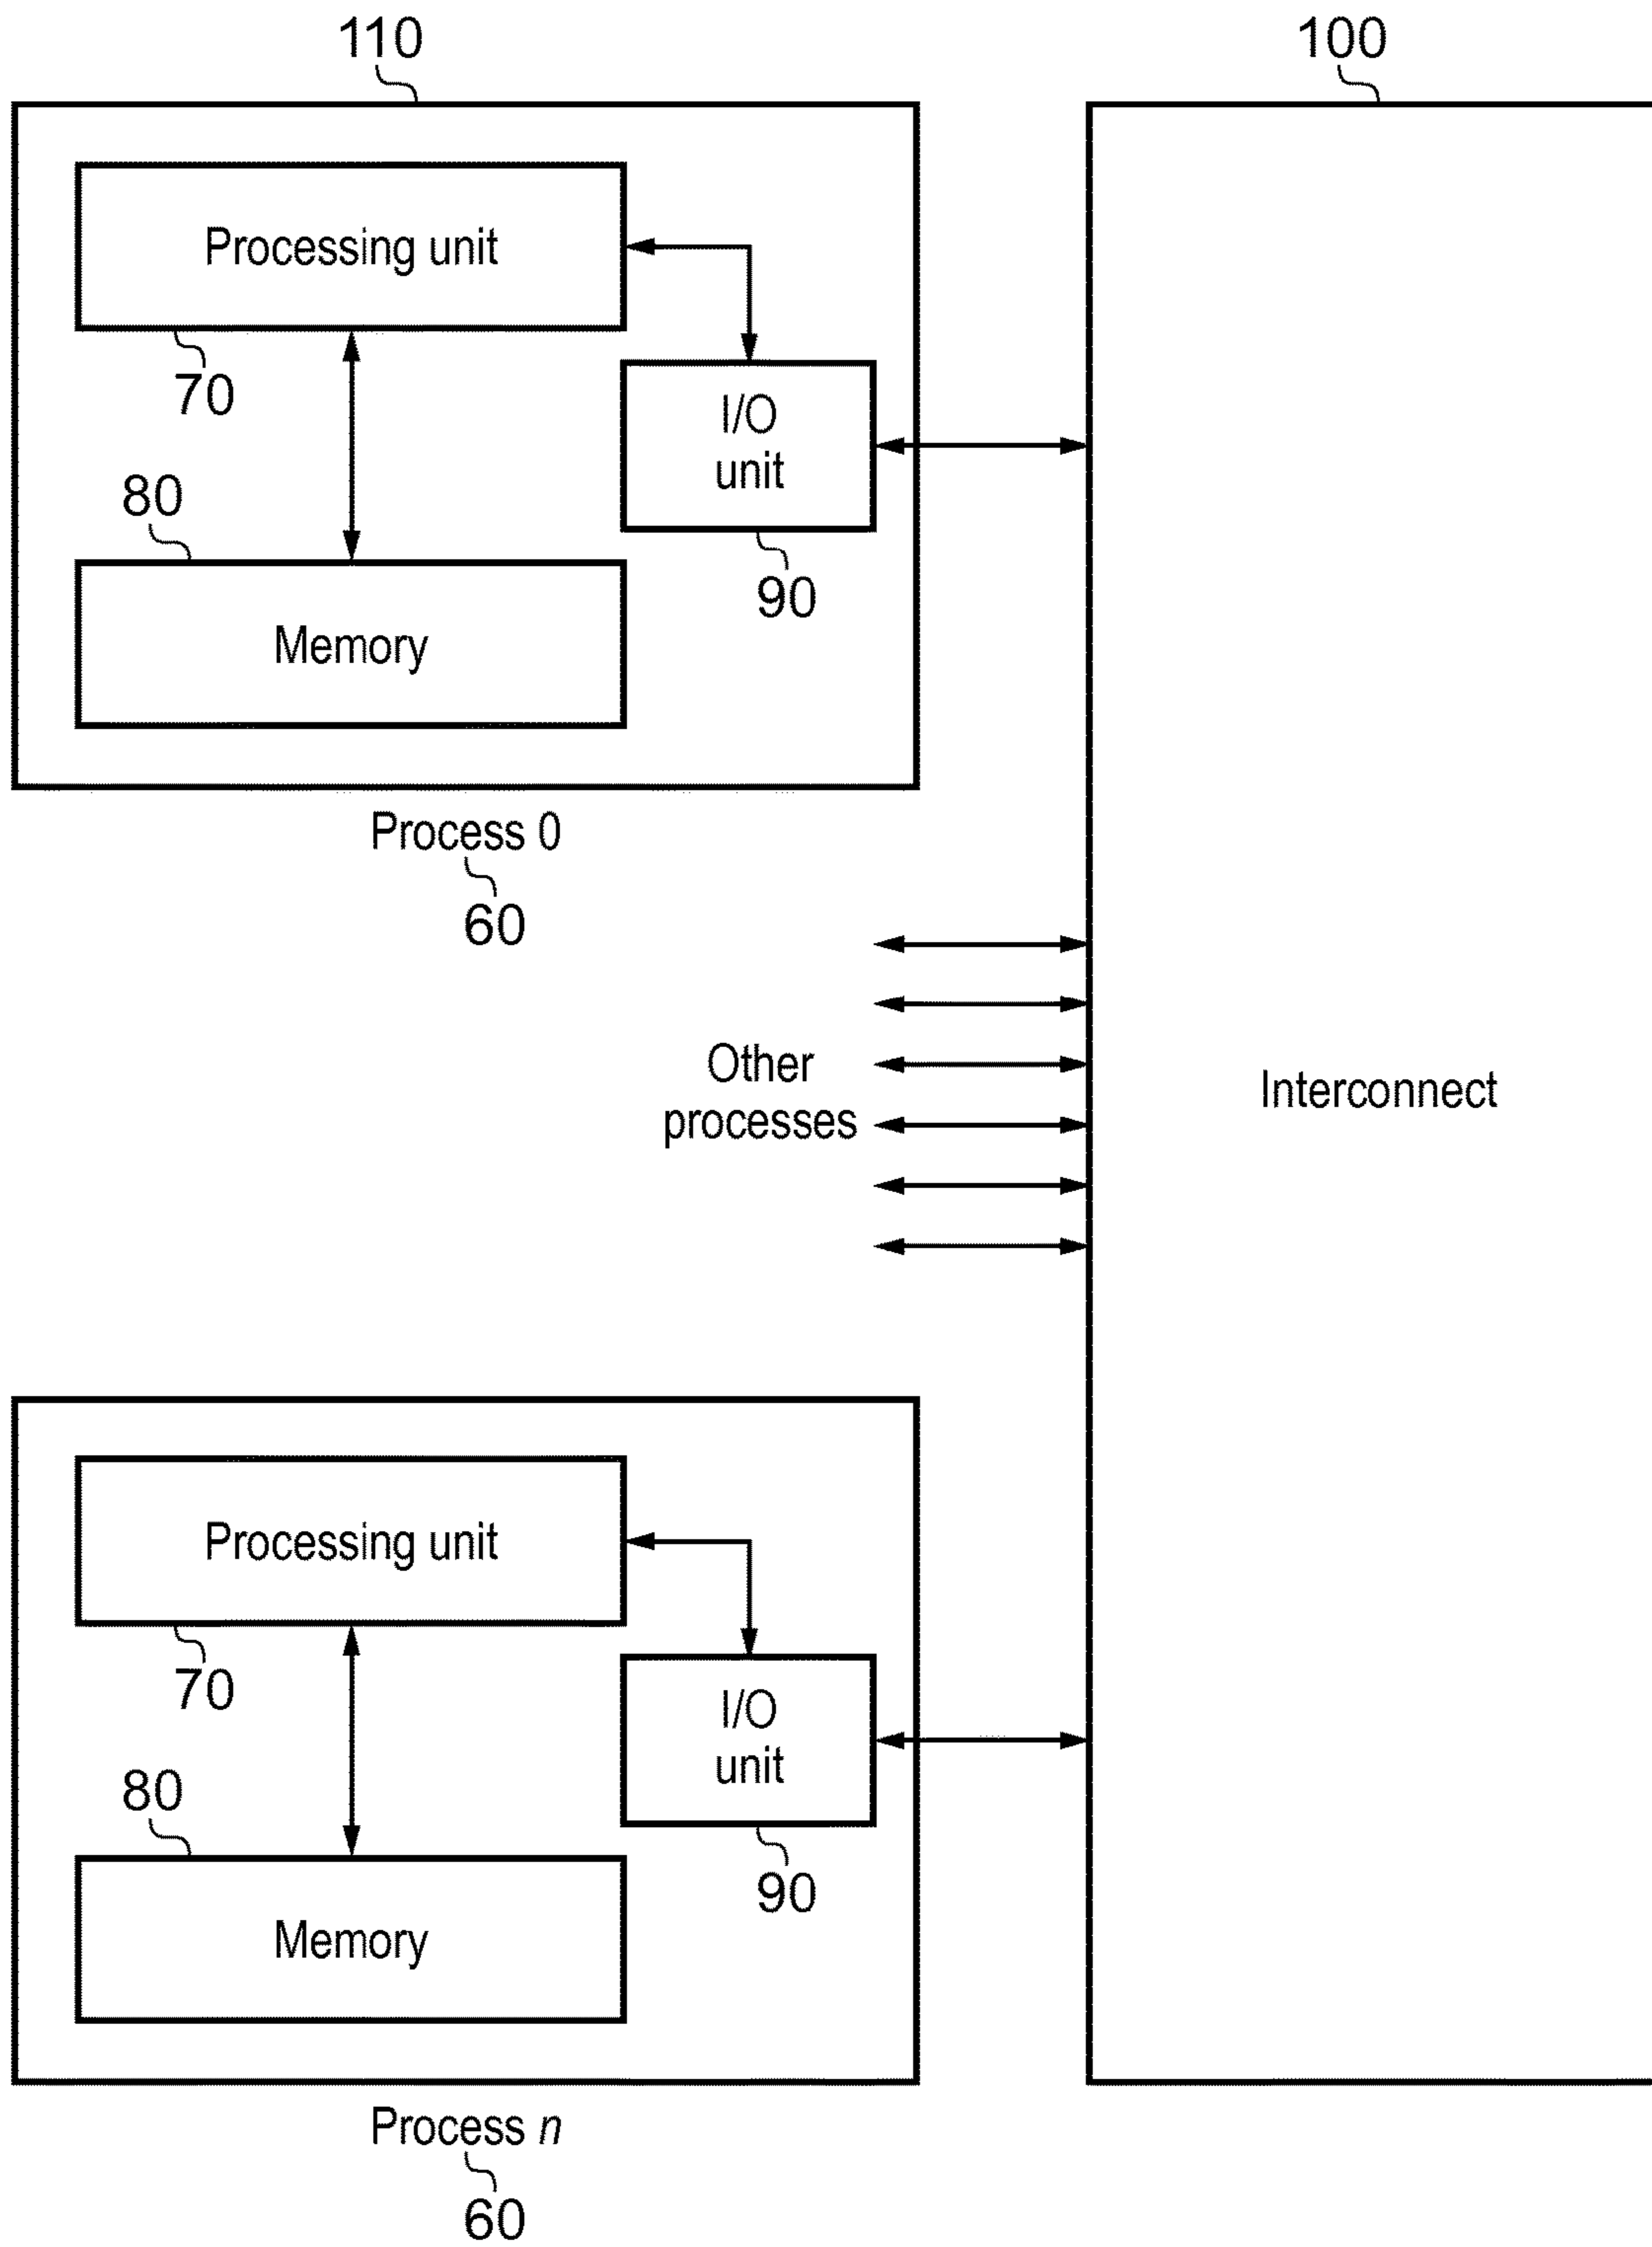 110
100
Processing unit
70
I/O
unit
80
90
Memory
Process 0
60
Other
processes
Interconnect
Processing unit
70
I/O
unit
80
90
Memory
Process n
60